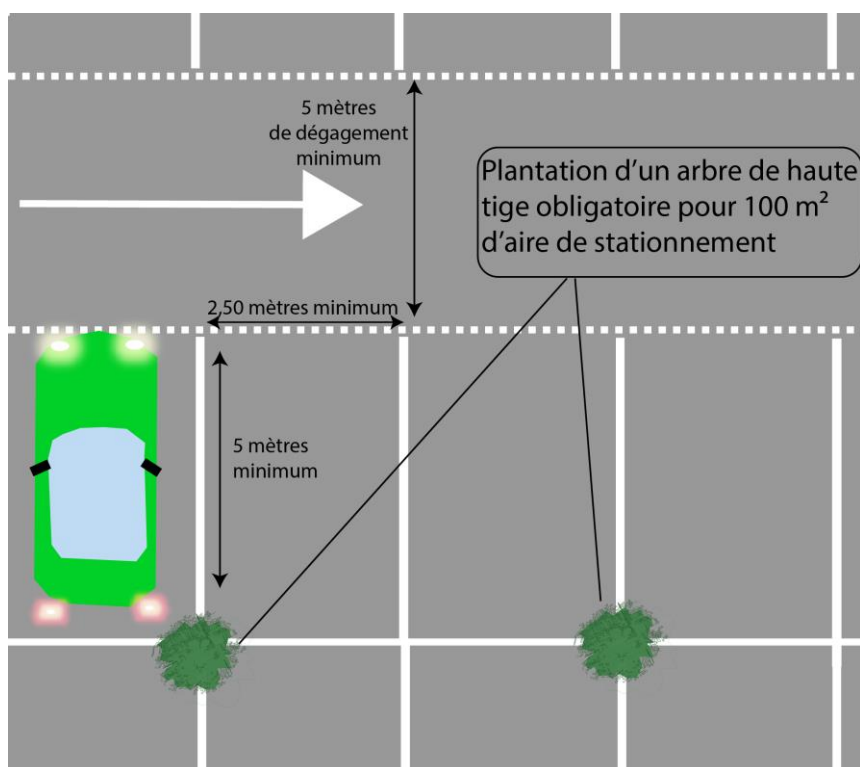 5 mètres
de dégagement
minimum
Plantation d'un arbre de haute
tige obligatoire pour 100 m²
d'aire de stationnement
2,50 mètres minimum
5 mètres
minimum